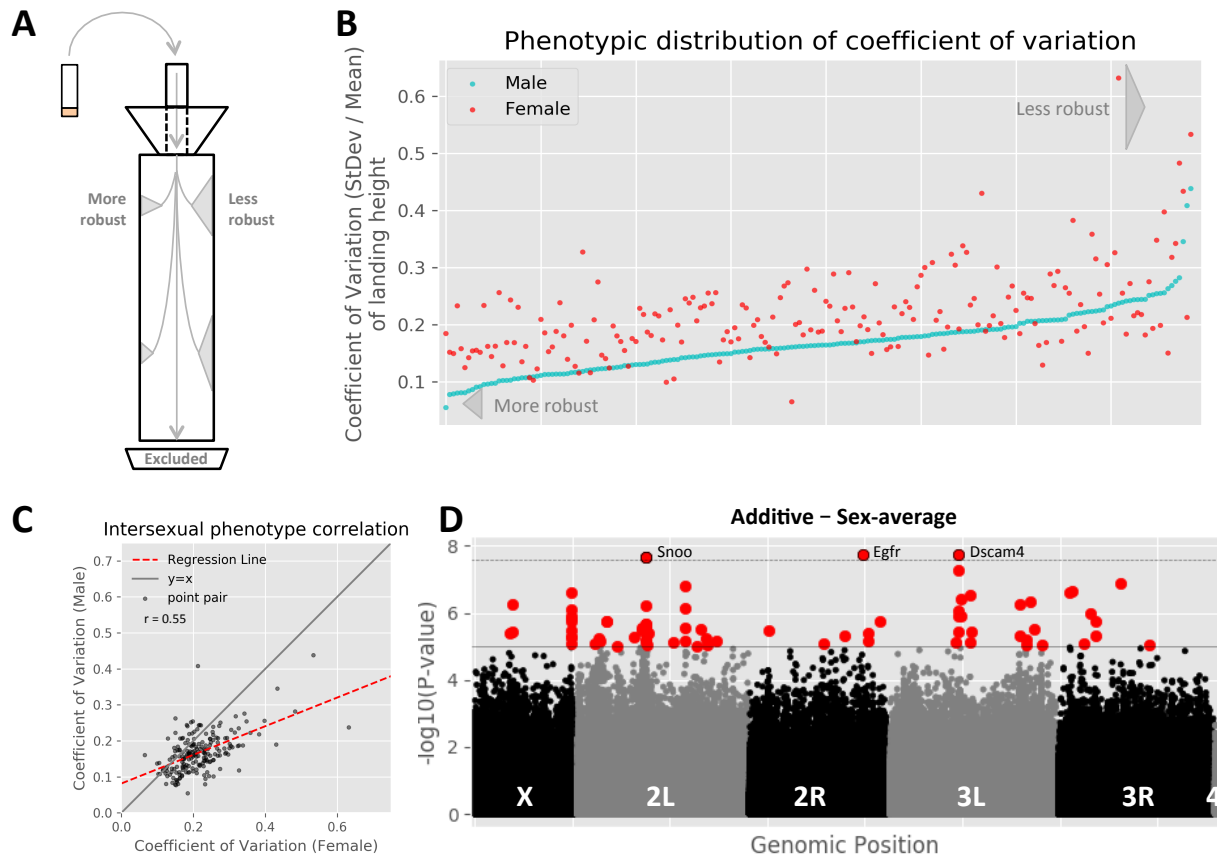 A
More
robust
Less
robust
Excluded
B
Phenotypic distribution of coefficient of variation
Coefficient of Variation (StDev / Mean)
of landing height
0.6
0.5
0.4
0.3
0.2
0.1
Male
Female
Less robust
More robust
C
Intersexual phenotype correlation
Coefficient of Variation (Male)
0.7
0.6
0.5
0.4
0.3
0.2
0.1
0.0
Regression Line
y=x
point pair
r = 0.55
0.0
0.2
0.4
0.6
Coefficient of Variation (Female)
D
Additive – Sex-average
-log10(P-value)
8
6
4
2
0
Snoo
Egfr
Dscam4
X
2L
2R
3L
3R
4
Genomic Position